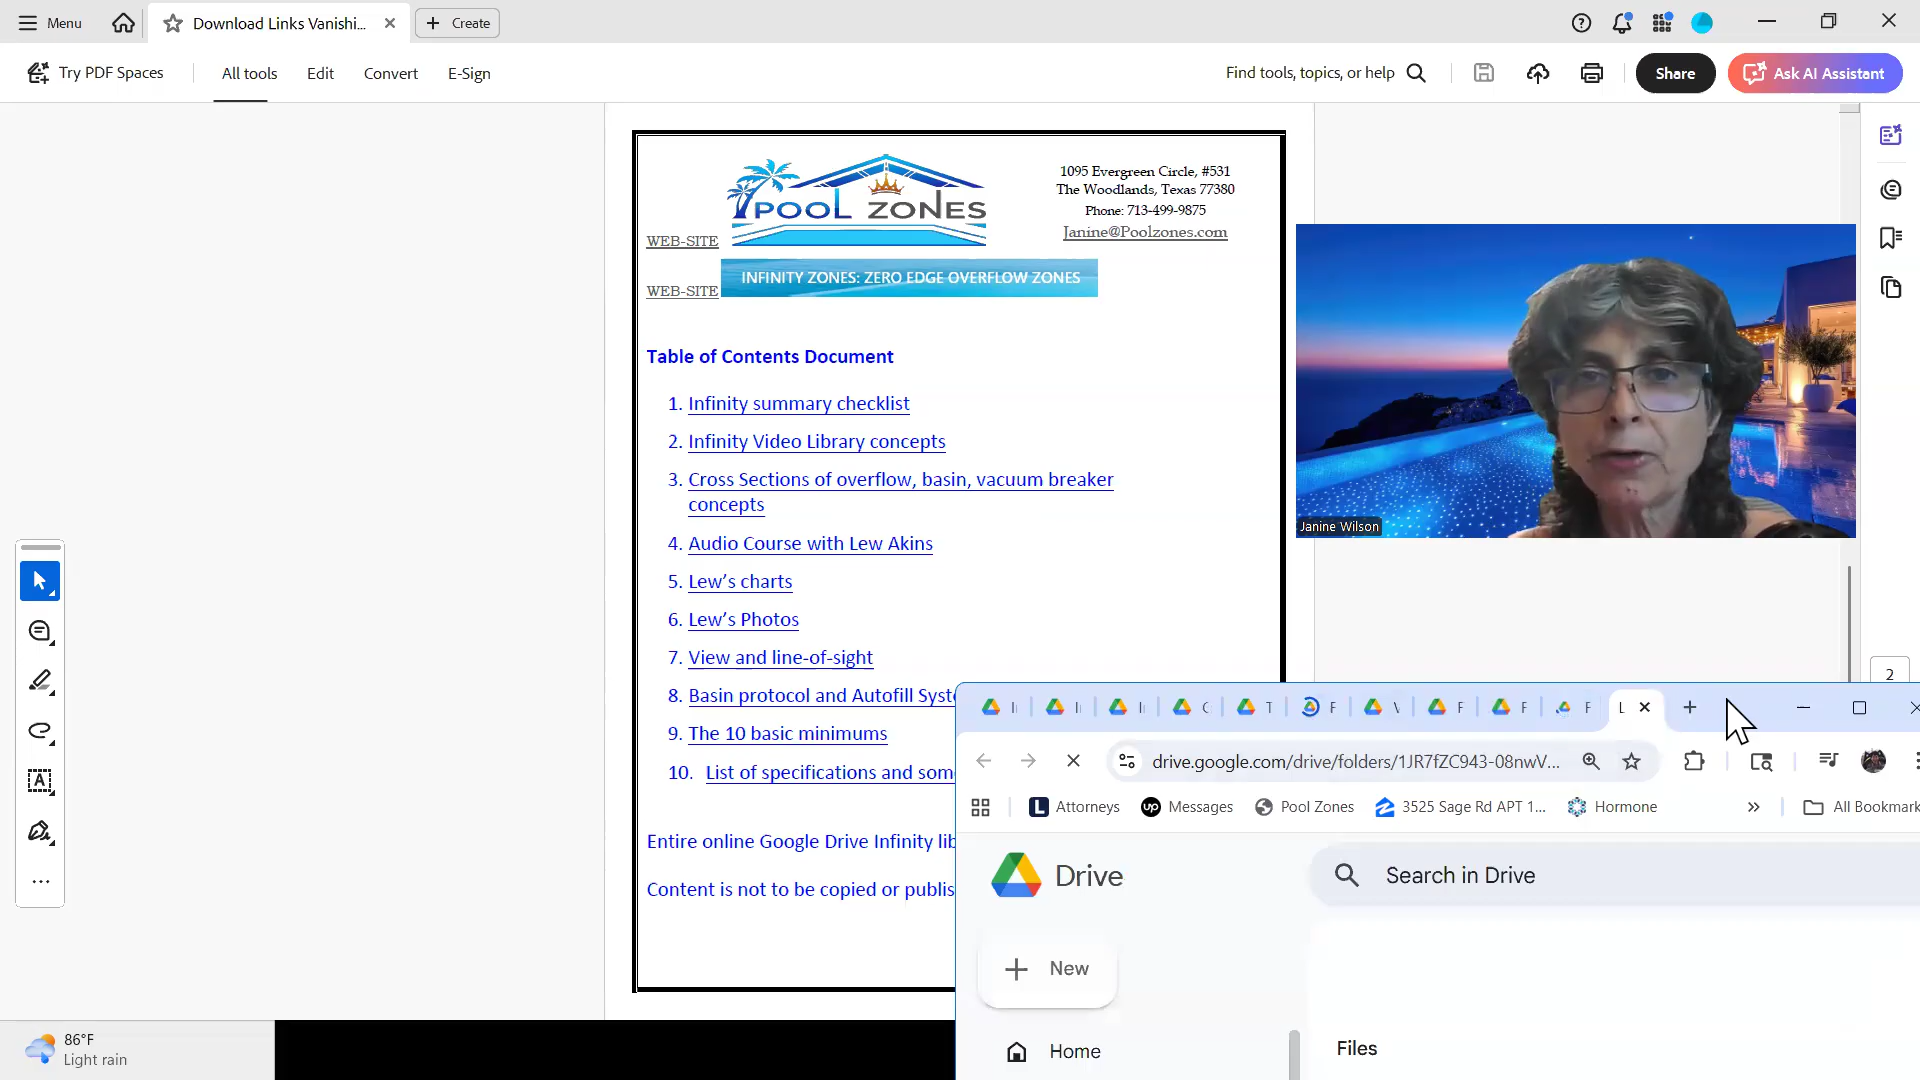 Menu
Download Links Vanishi...
Create
Try PDF Spaces
All tools
Edit
Convert
E-Sign
Find tools, topics, or help
Share
Ask AI Assistant
POOL ZONES
1095 Evergreen Circle, #531
The Woodlands, Texas 77380
Phone: 713-499-9875
Janine@Poolzones.com
WEB-SITE
INFINITY ZONES: ZERO EDGE OVERFLOW ZONES
WEB-SITE
Table of Contents Document
1. Infinity summary checklist
2. Infinity Video Library concepts
3. Cross Sections of overflow, basin, vacuum breaker
concepts
4. Audio Course with Lew Akins
5. Lew's charts
6. Lew's Photos
7. View and line-of-sight
8. Basin protocol and Autofill Syste
9. The 10 basic minimums
10. List of specifications and som
Entire online Google Drive Infinity lib
Content is not to be copied or publis
Janine Wilson
2
drive.google.com/drive/folders/1JR7fZC943-08nwV...
Attorneys
Messages
Pool Zones
3525 Sage Rd APT 1...
Hormone
All Bookmark
Drive
Search in Drive
New
Home
Files
86°F
Light rain